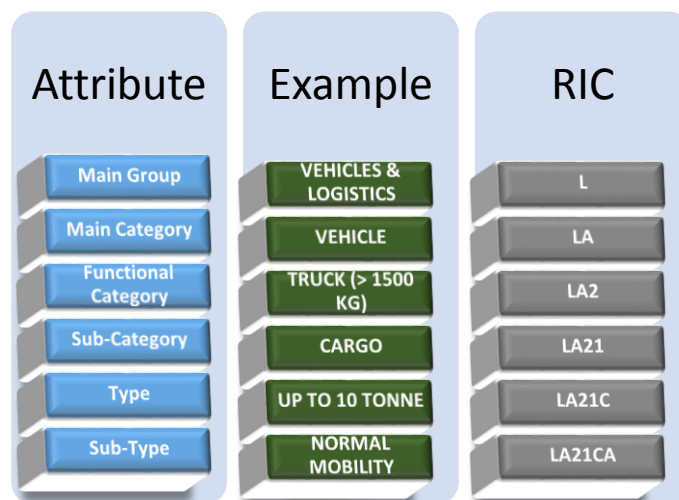 Attribute
Main Group
Main Category
Functional
Category
Sub-Category
Type
Sub-Type
Example
VEHICLES &
LOGISTICS
VEHICLE
TRUCK (> 1500
KG)
CARGO
UP TO 10 TONNE
NORMAL
MOBILITY
RIC
L
LA
LA2
LA21
LA21C
LA21CA